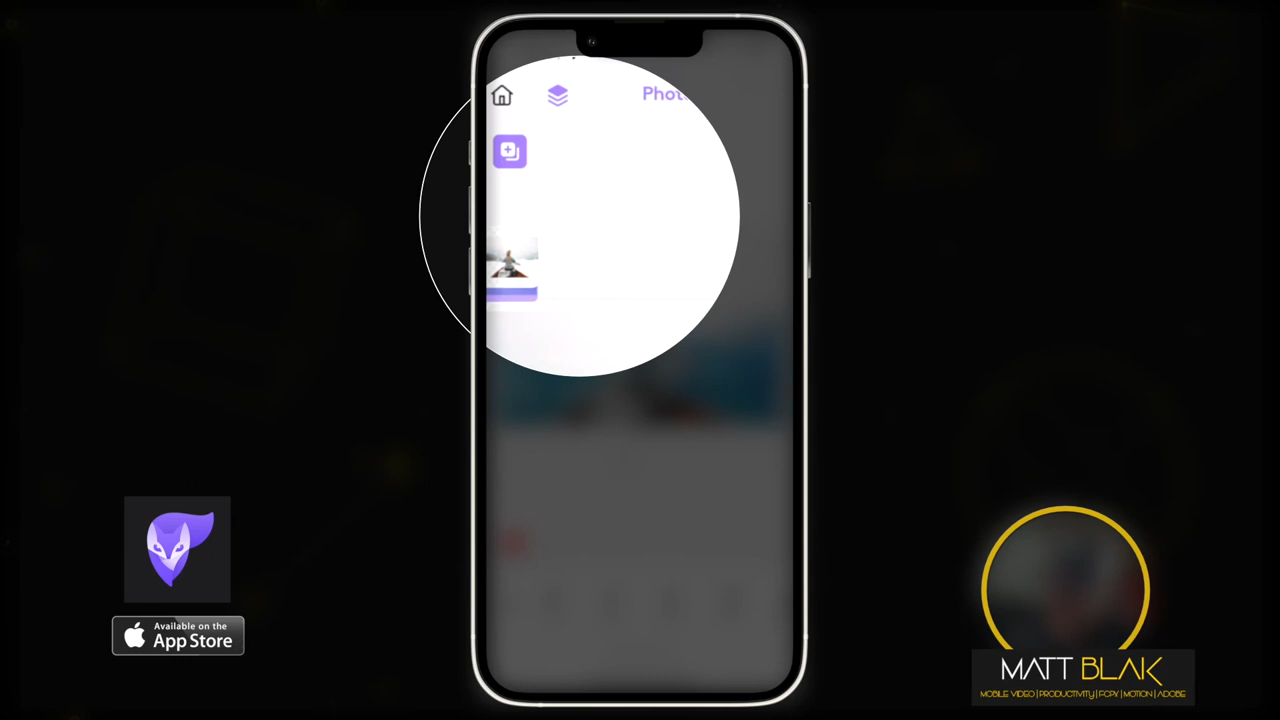 Phot
Available on the
App Store
MATT BLAK
MOBILE VIDEO | PRODUCTIVITY | FCPX | MOTION | ADOBE